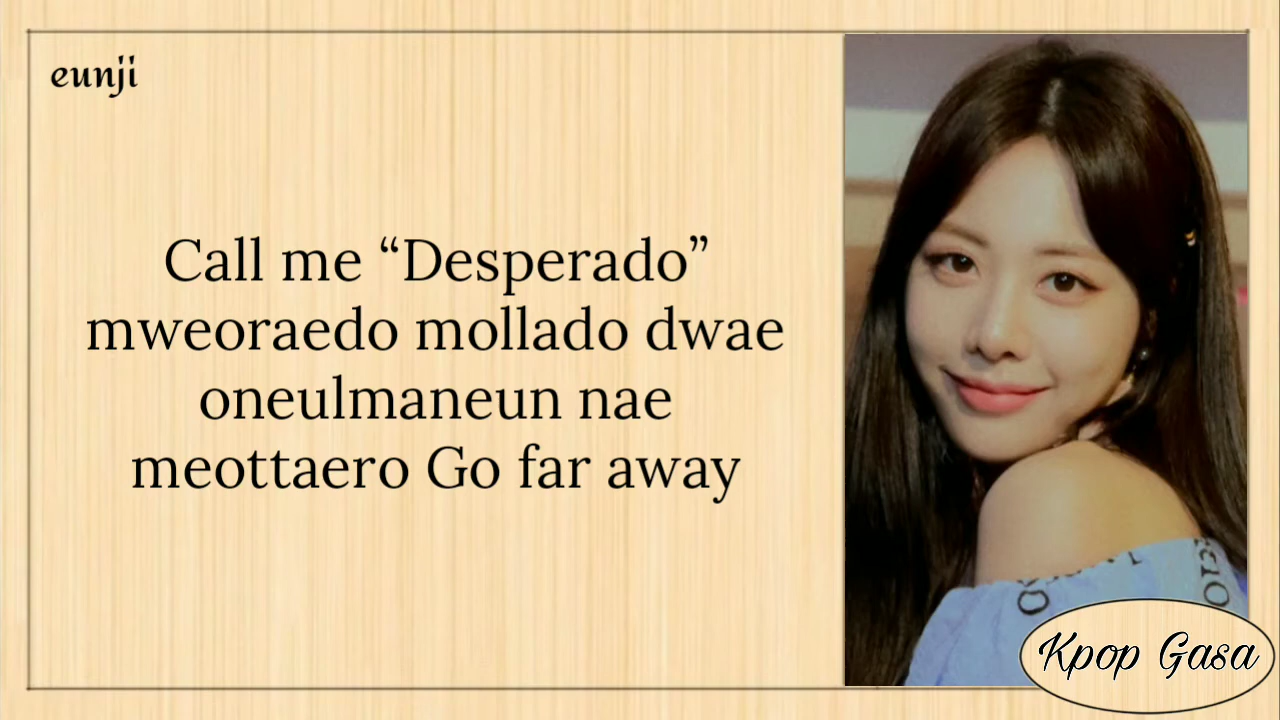 eunji
Call me “Desperado”
mweoraedo mollado dwae
oneulmaneun nae
meottaero Go far away
Kpop Gasa